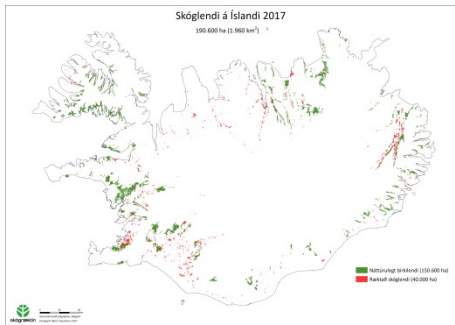 Skóglendi á Íslandi 2017
190.600 ha (1.960 km²)
Náttúrulegt birkilendi (150.600 ha)
Ræktað skóglendi (40.000 ha)
skógræktin